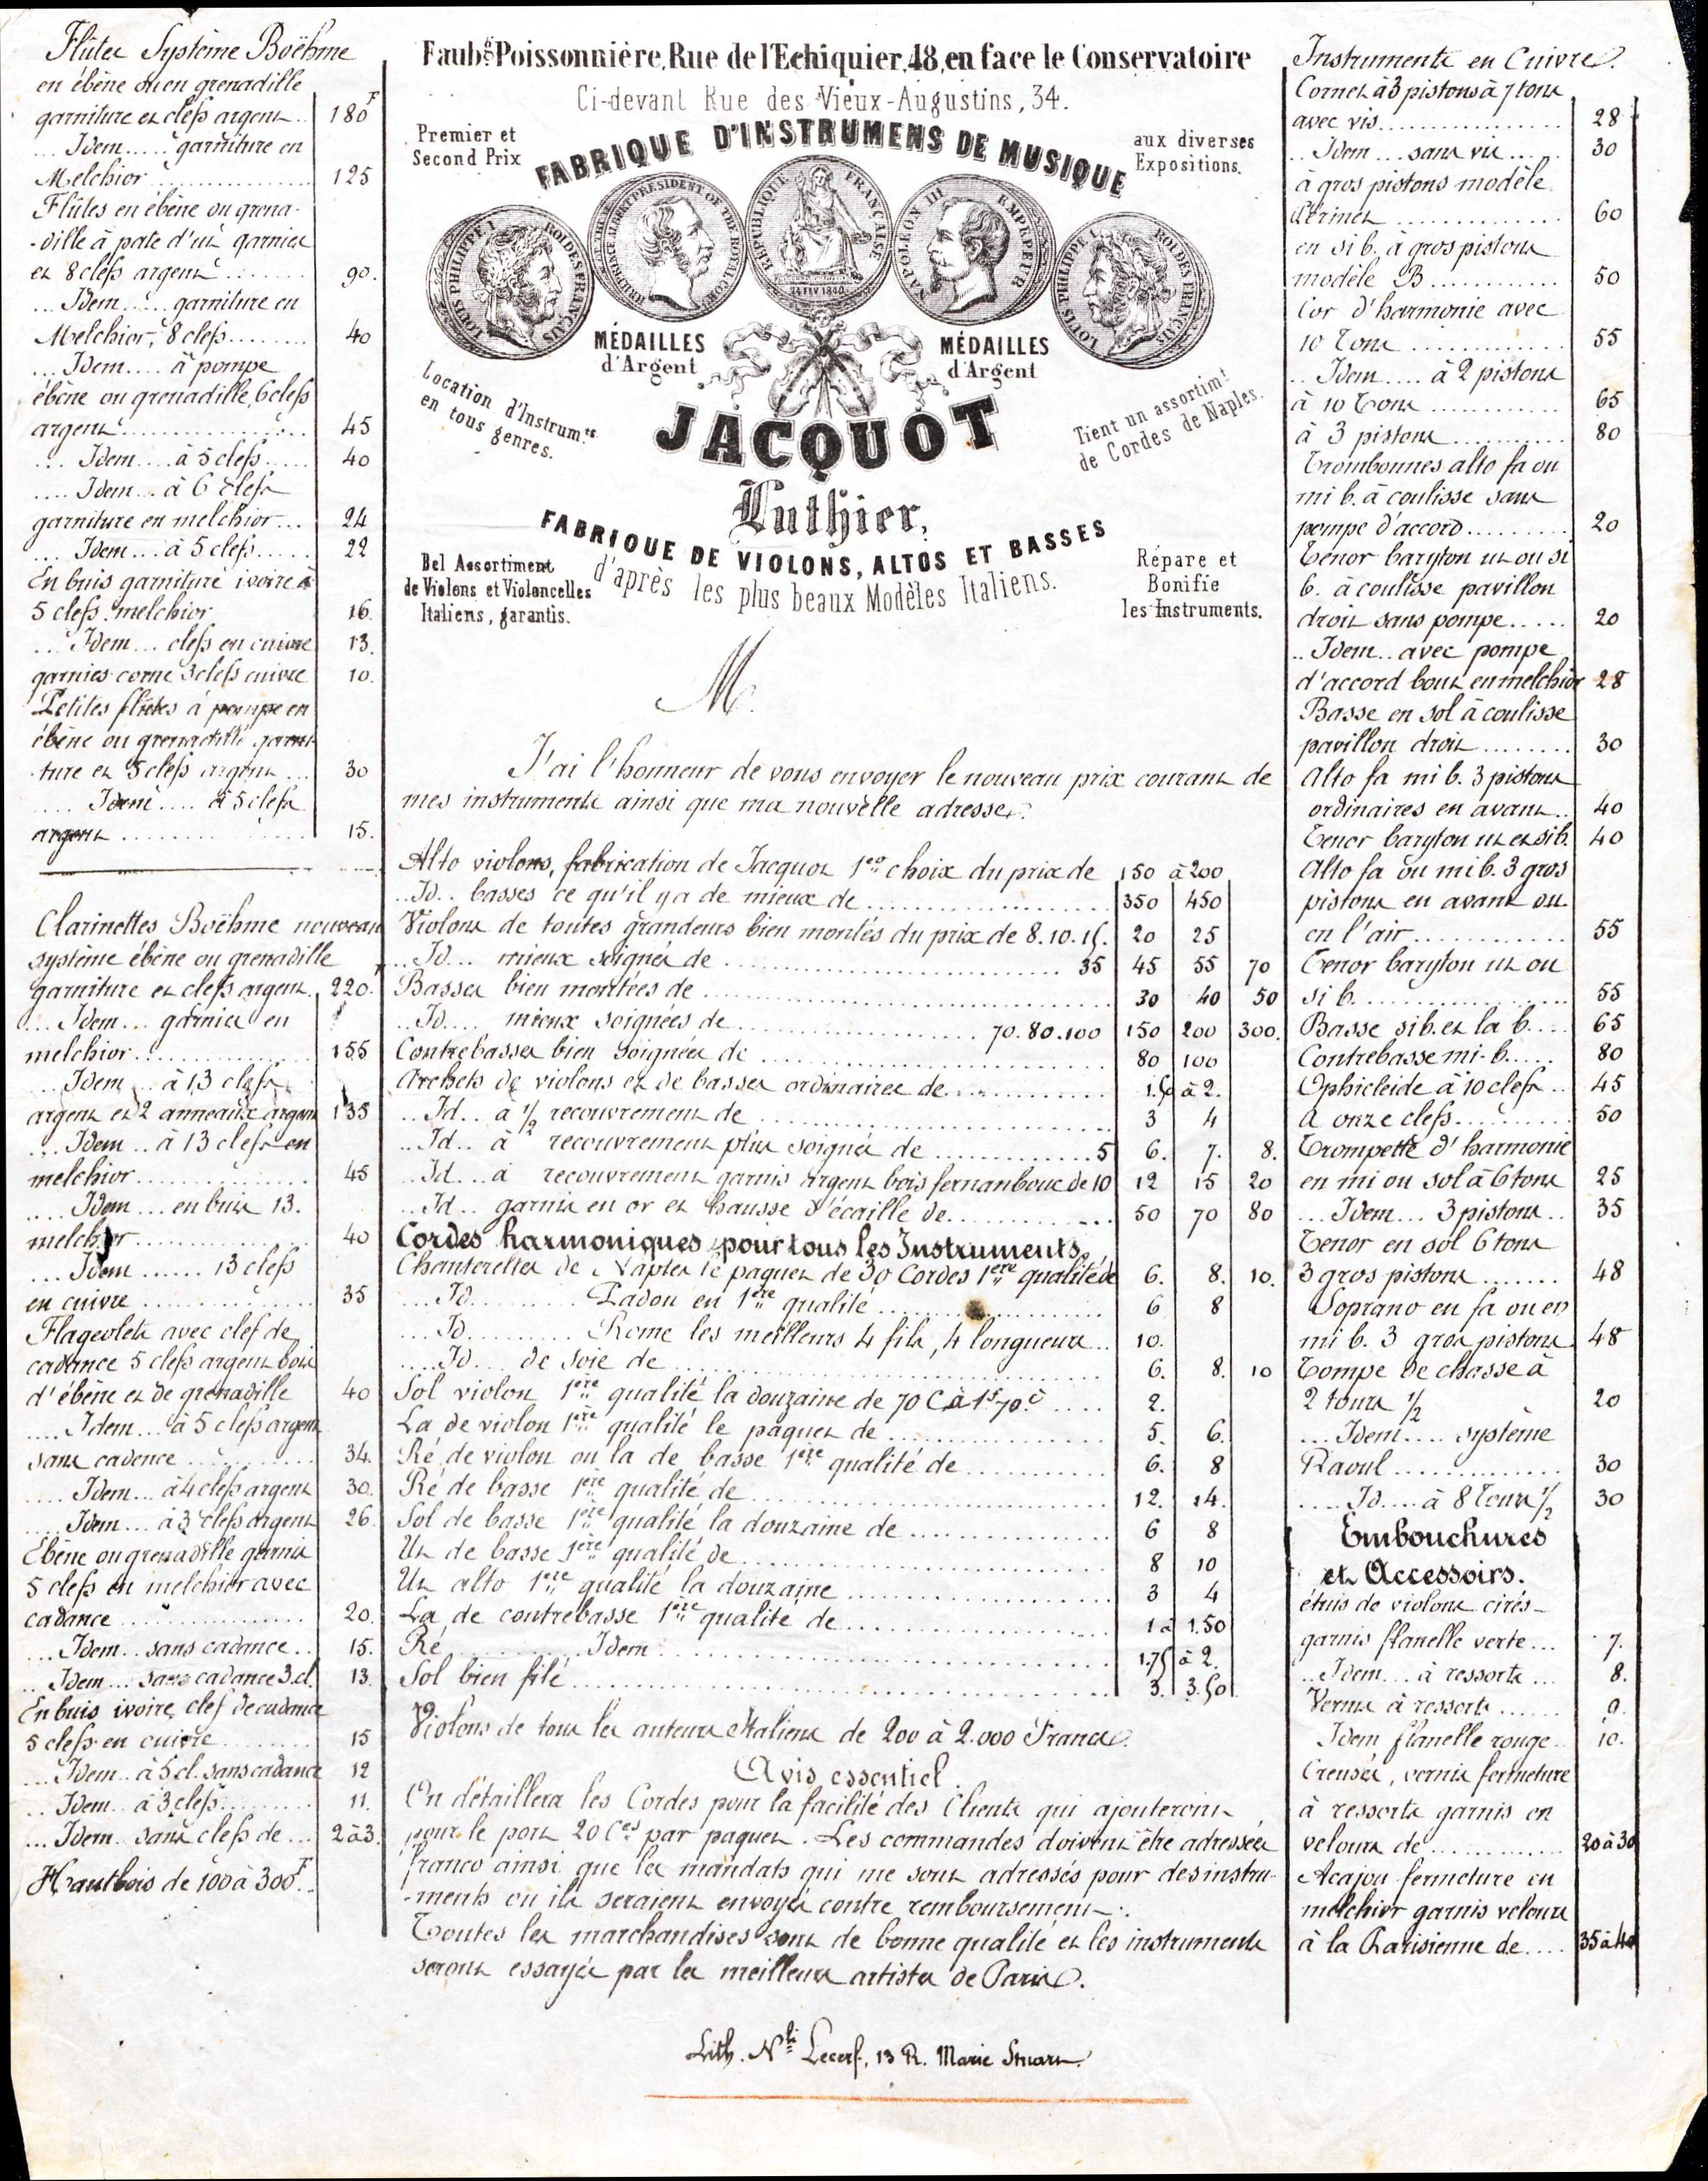 Flûtes Système Boëhme
en ébène ou en grenadille
garniture et clefs argent.. 180F
... Idem..... garniture en
Melchior ................ 125
Flûtes en ébène ou grena-
-dille à pate d'ut garnies
et 8 clefs argent ........ 90.
... Idem..... garniture en
Melchior, 8 clefs ........ 40
... Idem.... à pompe
ébène ou grenadille, 6 clefs
argent ................ 45
... Idem.... à 5 clefs..... 40
.... Idem... à 6 clefs
garniture en melchior... 24
... Idem... à 5 clefs..... 22
En buis garniture ivoire à
5 clefs melchior 16.
... Idem... clefs en cuivre 13.
garnies corne 3 clefs cuivre 10.
Petites flûtes à pompe en
ébène ou grenadille garni-
-ture et 5 clefs argent ... 30
.... Idem.... à 5 clefs
argent ................ 15.
Clarinettes Boëhme nouveau
système ébène ou grenadille
garniture et clefs argent. 220F
... Idem... garnies en
melchior ................ 155
... Idem... à 13 clefs
argent et 2 anneaux argent 135
... Idem.. à 13 clefs en
melchior ................ 45
.... Idem... en buis 13.
melchior ................ 40
... Idem ...... 13 clefs
en cuivre ................ 35
Flageolets avec clef de
cadence 5 clefs argent bois
d'ébène et de grenadille 40
.... Idem... à 5 clefs argent
sans cadence .......... 34.
.... Idem... à 4 clefs argent 30.
.... Idem... à 3 clefs argent 26.
Ebène ou grenadille garnis
5 clefs en melchior avec
cadance ................ 20.
... Idem.. sans cadance.. 15.
.. Idem... sans cadance 3 cl. 13.
En buis ivoire, clef de cadance
5 clefs en cuivre ........ 15
... Idem.. à 5 cl. sans cadance 12
.. Idem.. à 3 clefs ........ 11.
... Idem.. sans clefs de ... 2 à 3.
Hautbois de 100 à 300F..
Faubg Poissonnière, Rue de l'Echiquier, 48, en face le Conservatoire
Ci-devant Rue des Vieux-Augustins, 34.
Premier et
Second Prix
aux diverses
Expositions.
FABRIQUE D'INSTRUMENS DE MUSIQUE
LOUIS PHILIPPE I ROI DES FRANÇAIS
PRESIDENT OF THE ROYAL
REPUBLIQUE FRANÇAISE
NAPOLEON III EMPEREUR
LOUIS PHILIPPE I ROI DES FRANÇAIS
MÉDAILLES
d'Argent
MÉDAILLES
d'Argent
Location d'Instrum.ts
en tous genres.
Tient un assortimt
de Cordes de Naples.
JACQUOT
Luthier,
FABRIQUE DE VIOLONS, ALTOS ET BASSES
d'après les plus beaux Modèles Italiens.
Bel Assortiment
de Violons et Violoncelles
Italiens, garantis.
Répare et
Bonifie
les Instruments.
M.
J'ai l'honneur de vous envoyer le nouveau prix courant de
mes instruments ainsi que ma nouvelle adresse.
Alto violons, fabrication de Jacquot 1er choix du prix de 150 à 200
..Id.. basses ce qu'il y a de mieux de ................ 350 450
Violons de toutes grandeurs bien montés du prix de 8.10.15. 20 25
..Id... mieux soignés de ................ 35 45 55 70
Basses bien montées de ................ 30 40 50
..Id.... mieux soignées de ................ 70.80.100 150 200 300.
Contrebasses bien soignées de ................ 80 100
Archets de violons et de basses ordinaires de................ 1.50 à 2.
..Id.. à 1/2 recouvrement de ................ 3 4
..Id.. à recouvrement plus soignés de ................ 5 6. 7. 8.
..Id... à recouvrement garnis argent bois fernanbouc de 10 12 15 20
..Id.. garnis en or et hausse d'écaille de................ 50 70 80
Cordes harmoniques pour tous les Instruments.
Chanterelles de Naples le paquet de 30 Cordes 1ère qualité de 6. 8. 10.
... Id.......... Padou en 1ère qualité ................ 6 8
... Id.......... Rome les meilleurs 4 fils, 4 longueurs.. 10.
.... Id.... de soie de ................ 6. 8. 10
Sol violon 1ère qualité la douzaine de 70 C à 1F 70c .... 2.
La de violon 1ère qualité le paquet de ................ 5. 6.
Ré de violon ou la de basse 1ère qualité de ................ 6. 8
Ré de basse 1ère qualité de ................ 12. 14.
Sol de basse 1ère qualité la douzaine de ................ 6 8
Ut de basse 1ère qualité de ................ 8 10
Ut alto 1ère qualité la douzaine ................ 3 4
La de contrebasse 1ère qualité de ................ 1 à 1.50
Ré .......... Idem ................ 1.75 à 2.
Sol bien filé ................ 3. 3.50
Violons de tous les auteurs Italiens de 200 à 2.000 Francs.
Avis essentiel.
On détaillera les Cordes pour la facilité des Clients qui ajouteront
pour le port 20 Ces par paquet. Les commandes doivent être adressées
franco ainsi que les mandats qui me sont adressés pour des instru-
-ments ou ils seraient envoyés contre remboursement.
Toutes les marchandises sont de bonne qualité et les instruments
seront essayés par les meilleurs artistes de Paris.
Lith. Nli Lecerf, 13 R. Marie Stuart.
Instruments en Cuivre.
Cornet à 3 pistons à 7 tons
avec vis................ 28
.. Idem ... sans vis .... 30
à gros pistons modèle
Périnet ................ 60
en si b. à gros pistons
modèle B ............ 50
Cor d'harmonie avec
10 Tons ............ 55
.. Idem.... à 2 pistons
à 10 Tons ............ 65
à 3 pistons ............ 80
Trombonnes alto fa ou
mi b. à coulisse sans
pompe d'accord ......... 20
Ténor baryton ut ou si
b. à coulisse pavillon
droit sans pompe ..... 20
.. Idem.. avec pompe
d'accord bout en melchior 28
Basse en sol à coulisse
pavillon droit ........ 30
Alto fa mi b. 3 pistons
ordinaires en avant.. 40
Tenor baryton ut et si b. 40
Alto fa ou mi b. 3 gros
pistons en avant ou
en l'air ............ 55
Tenor baryton ut ou
si b. ................ 55
Basse si b. et la b. .... 65
Contrebasse mi-b. .... 80
Ophicleide à 10 clefs .. 45
A onze clefs ......... 50
Trompette d'harmonie
en mi ou sol à 6 tons 25
... Idem... 3 pistons.. 35
Tenor en sol 6 tons
3 gros pistons ....... 48
Soprano en fa ou en
mi b. 3 gros pistons 48
Trompe de chasse à
2 tours 1/2 20
... Idem.... système
Raoul ............ 30
.... Id.... à 8 Tours 1/2 30
Embouchures
et Accessoirs.
étuis de violons cirés
garnis flanelle verte... 7.
.. Idem... à ressorts ... 8.
Vernis à ressorts ...... 9.
Idem flanelle rouge.. 10.
Creusés, vernis fermeture
à ressorts garnis en
velours de ............ 20 à 30
Acajou fermeture en
melchior garnis velours
à la Parisienne de.... 35 à 40